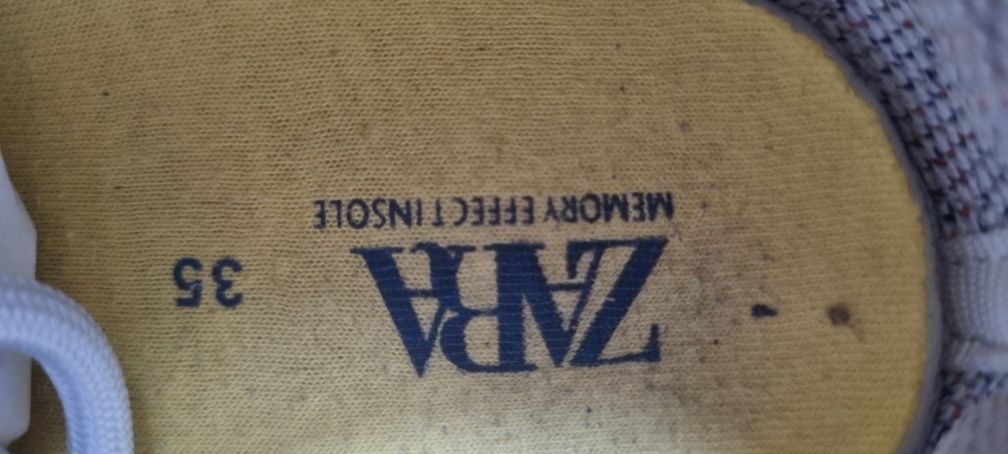 ZARA
MEMORY EFFECT INSOLE
35